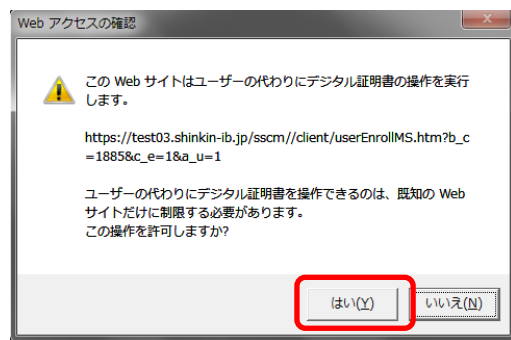 Web アクセスの確認
この Web サイトはユーザーの代わりにデジタル証明書の操作を実行
します。
https://test03.shinkin-ib.jp/sscm//client/userEnrollMS.htm?b_c
=1885&c_e=1&a_u=1
ユーザーの代わりにデジタル証明書を操作できるのは、既知の Web
サイトだけに制限する必要があります。
この操作を許可しますか?
はい(Y) いいえ(N)